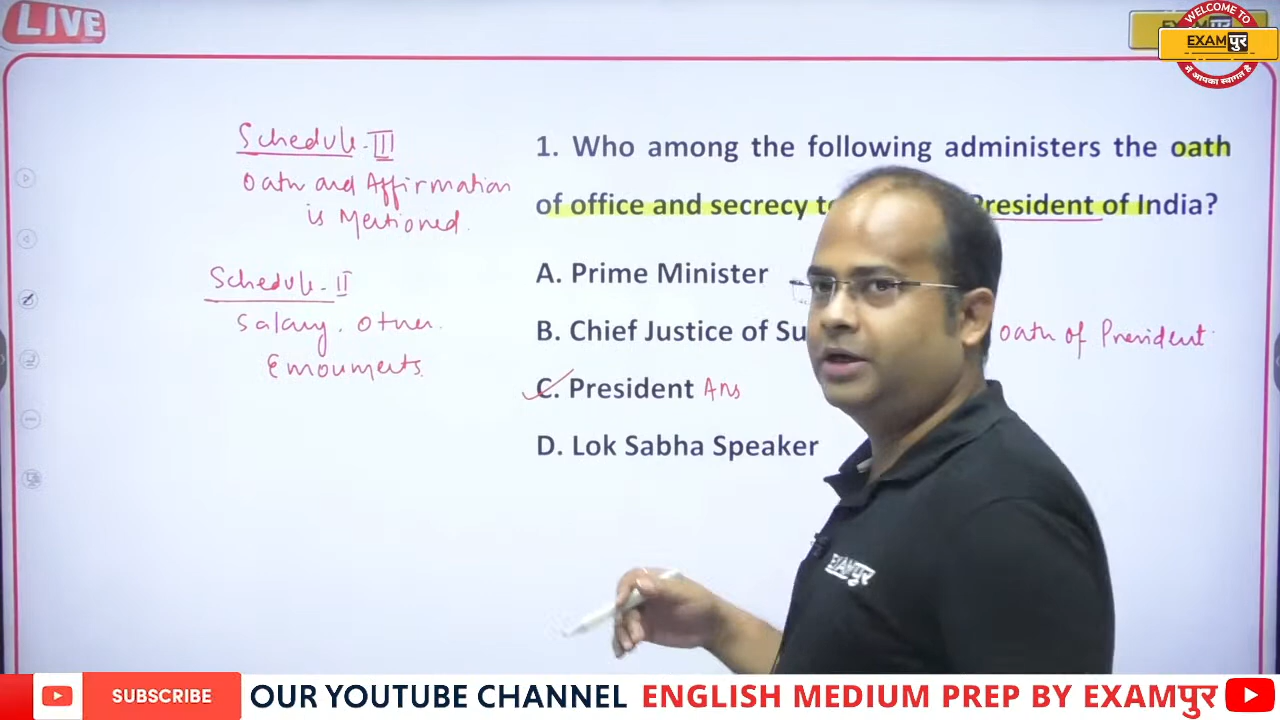 LIVE
WELCOME TO
EXAMपुर
में आपका स्वागत है
Schedule - III
Oath and Affirmation
is Mentioned.
Schedule - II
Salary. Other.
Emouments.
1. Who among the following administers the oath
of office and secrecy to President of India?
A. Prime Minister
B. Chief Justice of Su
oath of President.
C. President Ans
D. Lok Sabha Speaker
EXAMपुर
SUBSCRIBE
OUR YOUTUBE CHANNEL ENGLISH MEDIUM PREP BY EXAMपुर